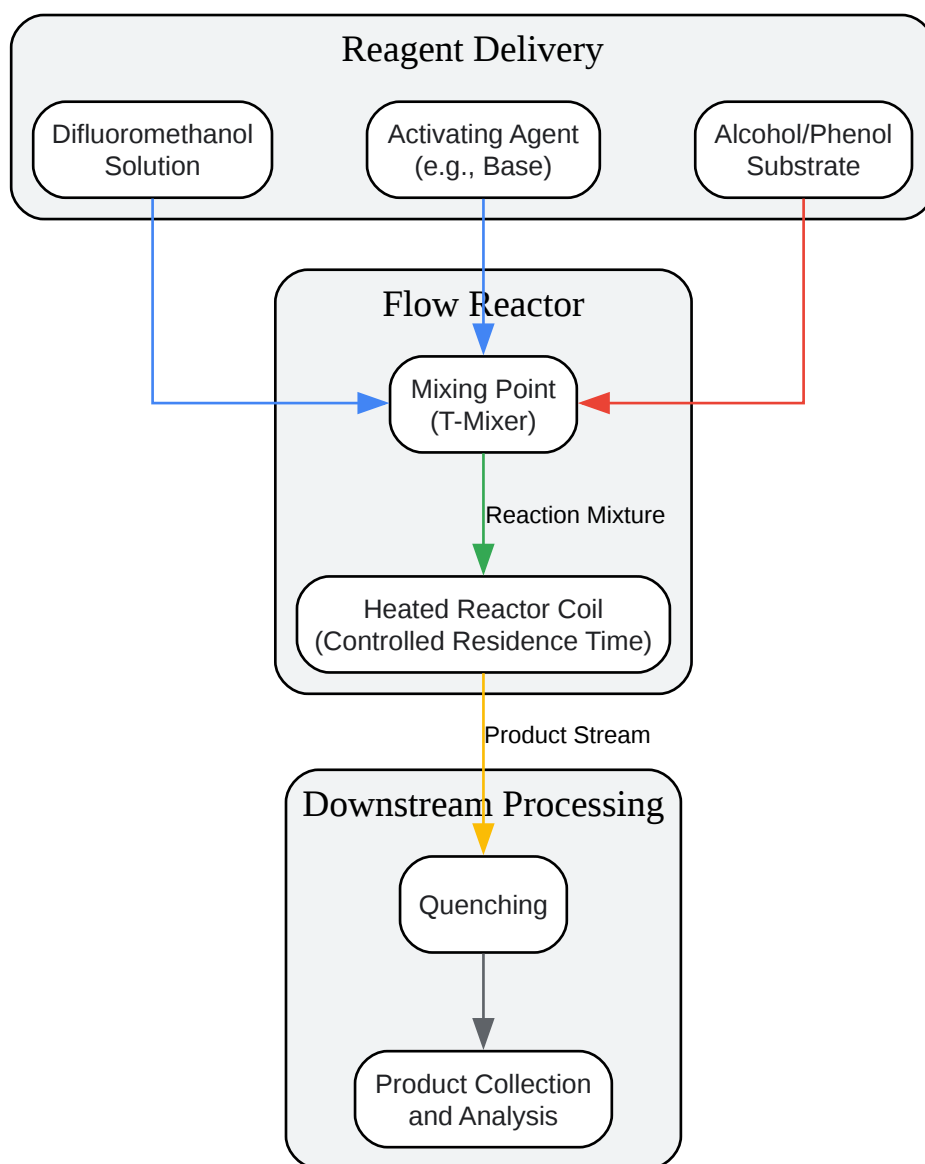 Reagent Delivery
Difluoromethanol
Solution
Activating Agent
(e.g., Base)
Alcohol/Phenol
Substrate
Flow Reactor
Mixing Point
(T-Mixer)
Reaction Mixture
Heated Reactor Coil
(Controlled Residence Time)
Product Stream
Downstream Processing
Quenching
Product Collection
and Analysis